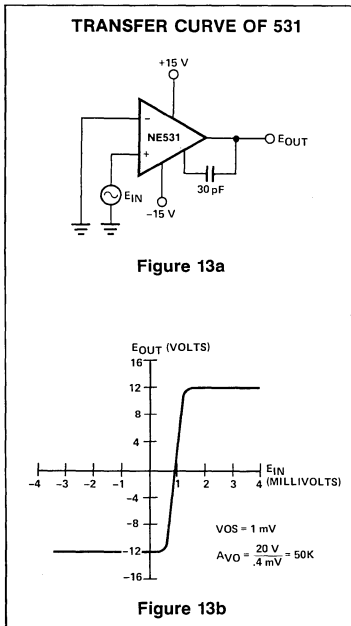 TRANSFER CURVE OF 531
+15 V
−
NE531
+
EOUT
30 pF
EIN
−15 V
Figure 13a
EOUT (VOLTS)
16
12
8
4
EIN
−4 −3 −2 −1 1 2 3 4 (MILLIVOLTS)
−4
−8
−12
−16
VOS = 1 mV
AVO = 20 V / .4 mV = 50K
Figure 13b